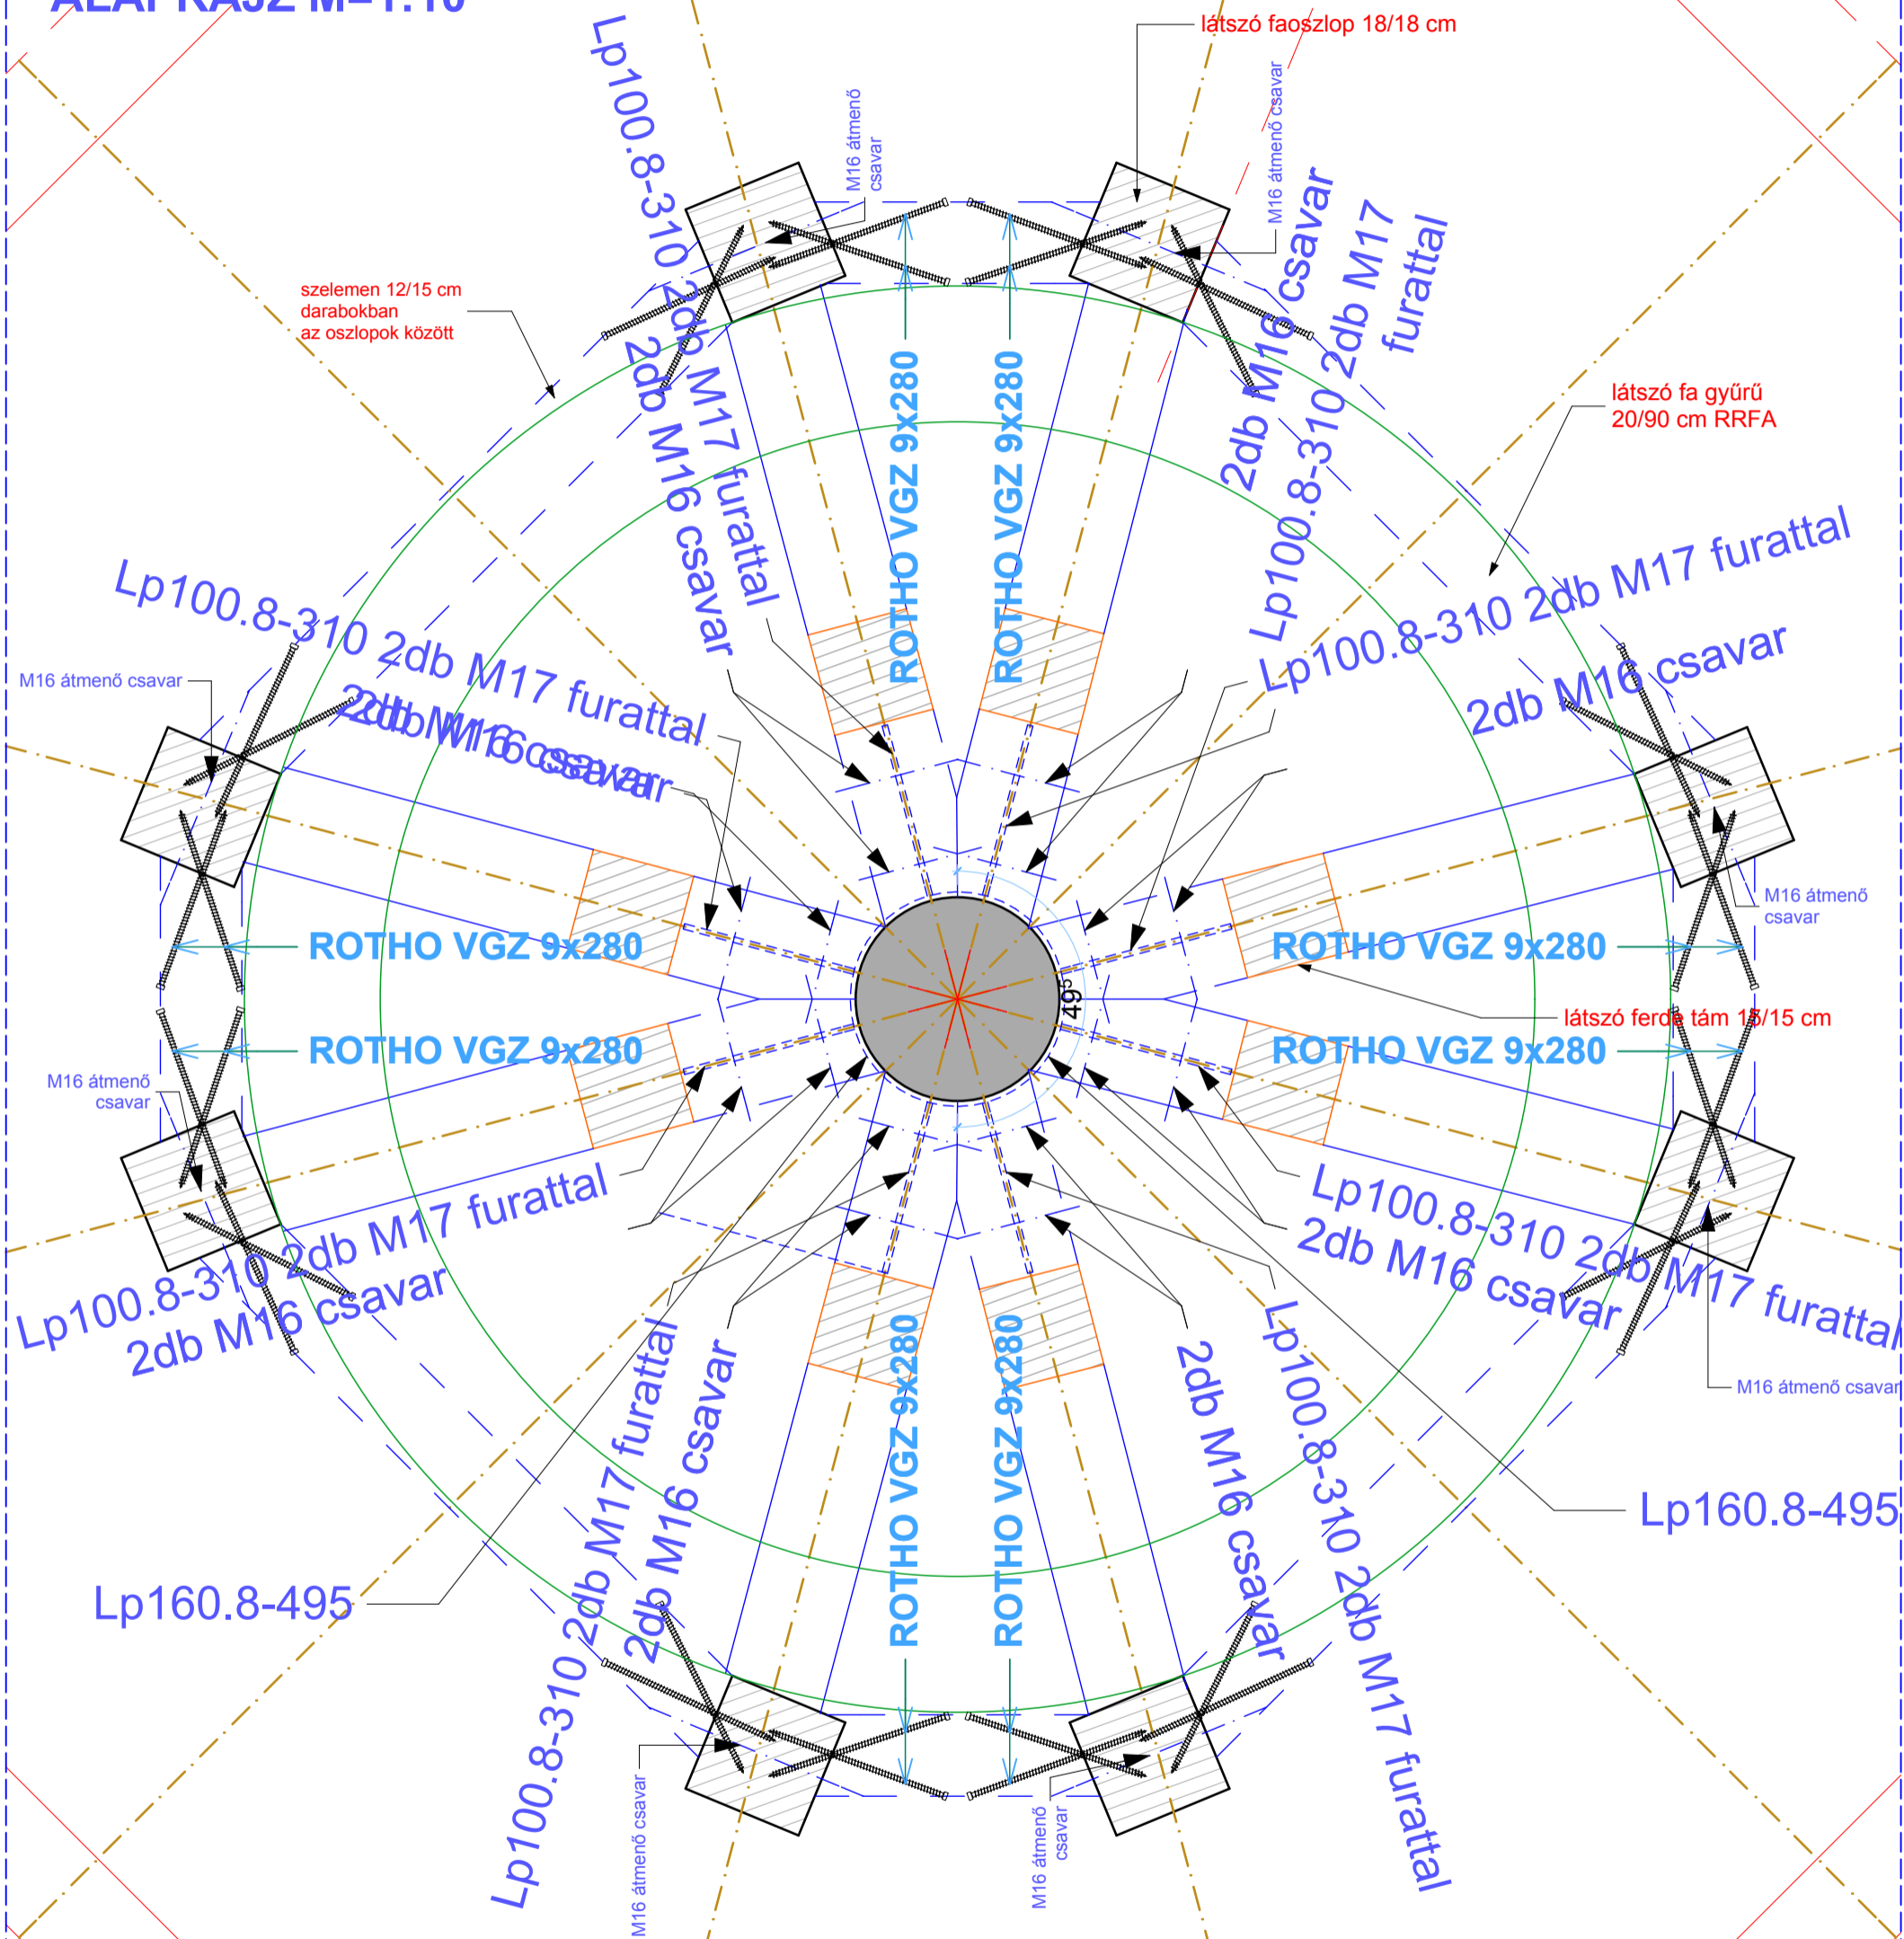 ALAPRAJZ M=1:10
látszó faoszlop 18/18 cm
M16 átmenő
csavar
M16 átmenő csavar
Lp100.8-310 2db M17 furattal
2db M16 csavar
2db M16 csavar
Lp100.8-310 2db M17
furattal
szelemen 12/15 cm
darabokban
az oszlopok között
látszó fa gyűrű
20/90 cm RRFA
ROTHO VGZ 9x280
ROTHO VGZ 9x280
Lp100.8-310 2db M17 furattal
2db M16 csavar
2db M16 csavar
M16 átmenő csavar
Lp100.8-310 2db M17 furattal
2db M16 csavar
M16 átmenő
csavar
ROTHO VGZ 9x280
ROTHO VGZ 9x280
49⁵
látszó ferde tám 15/15 cm
ROTHO VGZ 9x280
ROTHO VGZ 9x280
M16 átmenő
csavar
Lp100.8-310 2db M17 furattal
2db M16 csavar
Lp100.8-310 2db M17 furattal
2db M16 csavar
M16 átmenő csavar
Lp100.8-310 2db M17 furattal
2db M16 csavar
ROTHO VGZ 9x280
ROTHO VGZ 9x280
2db M16 csavar
Lp100.8-310 2db M17 furattal
Lp160.8-495
Lp160.8-495
M16 átmenő csavar
M16 átmenő
csavar